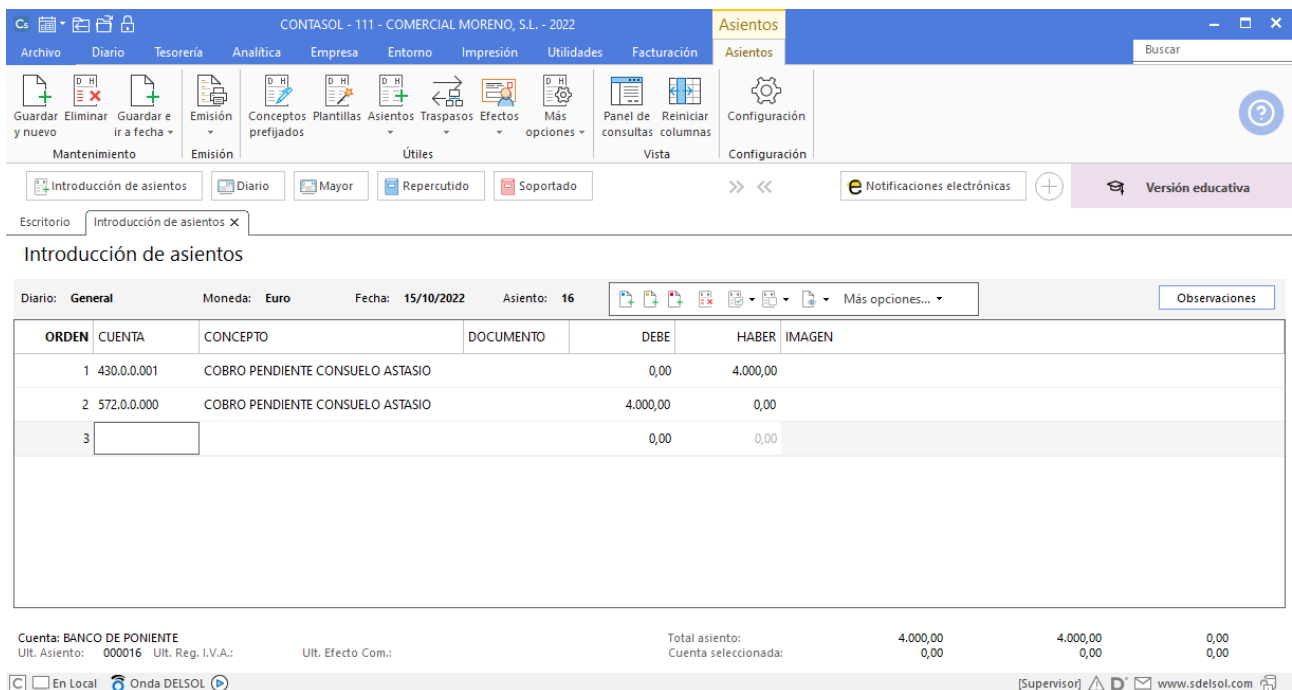 Cs CONTASOL - 111 - COMERCIAL MORENO, S.L. - 2022 Asientos
Archivo Diario Tesorería Analítica Empresa Entorno Impresión Utilidades Facturación Asientos Buscar
D H D H D H D H D H
Guardar Eliminar Guardar e Emisión Conceptos Plantillas Asientos Traspasos Efectos Más Panel de Reiniciar Configuración
y nuevo ir a fecha prefijados opciones consultas columnas
Mantenimiento Emisión Útiles Vista Configuración
Introducción de asientos Diario Mayor Repercutido Soportado Notificaciones electrónicas Versión educativa
Escritorio Introducción de asientos X
Introducción de asientos
Diario: General Moneda: Euro Fecha: 15/10/2022 Asiento: 16 Más opciones... Observaciones
ORDEN CUENTA CONCEPTO DOCUMENTO DEBE HABER IMAGEN
1 430.0.0.001 COBRO PENDIENTE CONSUELO ASTASIO 0,00 4.000,00
2 572.0.0.000 COBRO PENDIENTE CONSUELO ASTASIO 4.000,00 0,00
3 0,00 0,00
Cuenta: BANCO DE PONIENTE Total asiento: 4.000,00 4.000,00 0,00
Ult. Asiento: 000016 Ult. Reg. I.V.A.: Ult. Efecto Com.: Cuenta seleccionada: 0,00 0,00 0,00
C En Local Onda DELSOL [Supervisor] D www.sdelsol.com